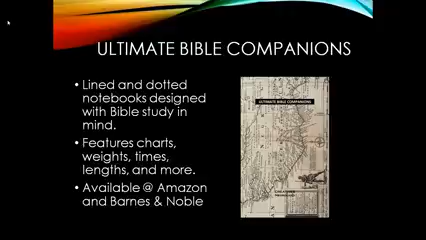 ULTIMATE BIBLE COMPANIONS
• Lined and dotted
notebooks designed
with Bible study in
mind.
• Features charts,
weights, times,
lengths, and more.
• Available @ Amazon
and Barnes & Noble
ULTIMATE BIBLE COMPANIONS